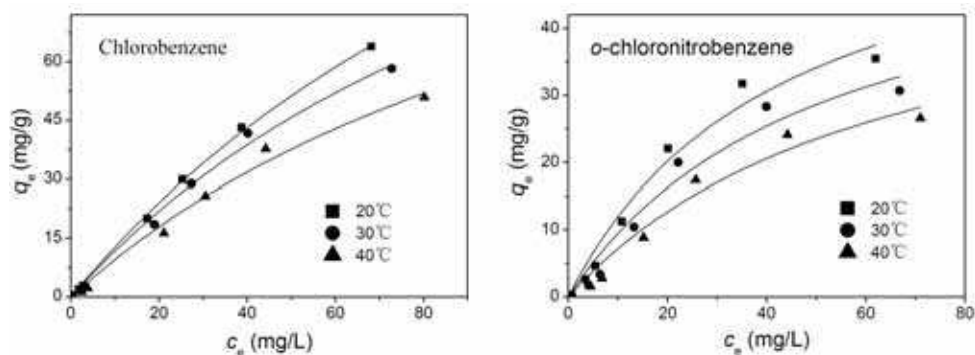 Chlorobenzene
qe (mg/g)
60
45
30
15
0
20℃
30℃
40℃
0 20 40 60 80
ce (mg/L)
o-chloronitrobenzene
qe (mg/g)
40
30
20
10
0
20℃
30℃
40℃
0 20 40 60 80
ce (mg/L)